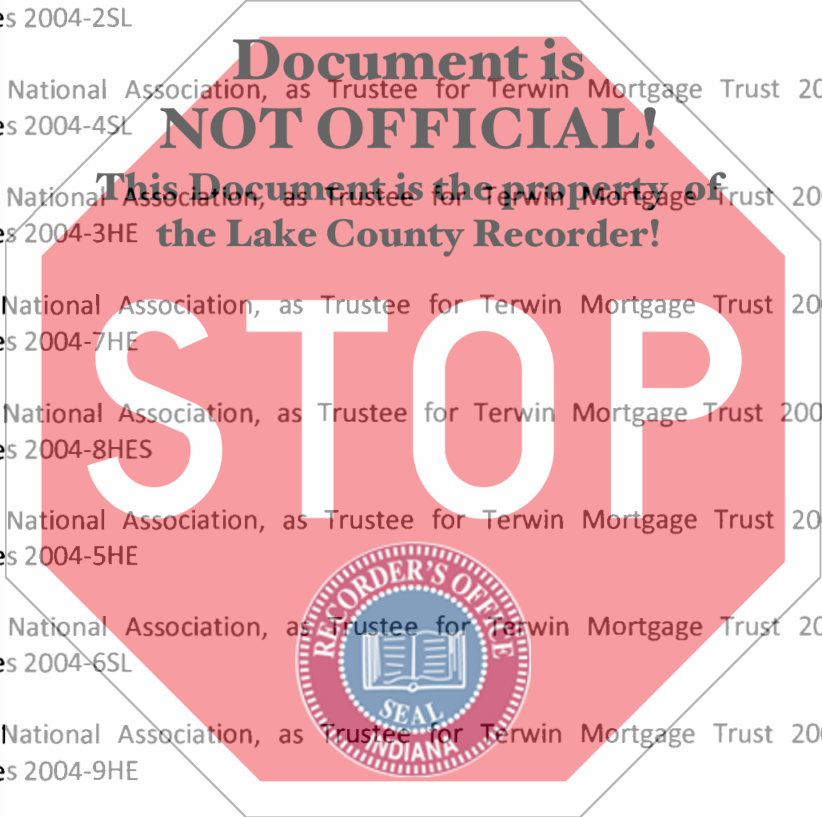 es 2004-2SL
Document is
National Association, as Trustee for Terwin Mortgage Trust 20
es 2004-4SL
NOT OFFICIAL!
This Document is the property of
National Association, as Trustee for Terwin Mortgage Trust 20
es 2004-3HE
the Lake County Recorder!
National Association, as Trustee for Terwin Mortgage Trust 20
es 2004-7HE
STOP
National Association, as Trustee for Terwin Mortgage Trust 200
es 2004-8HES
National Association, as Trustee for Terwin Mortgage Trust 20
es 2004-5HE
RECORDER'S OFFICE
National Association, as Trustee for Terwin Mortgage Trust 20
es 2004-6SL
SEAL
INDIANA
National Association, as Trustee for Terwin Mortgage Trust 20
es 2004-9HE